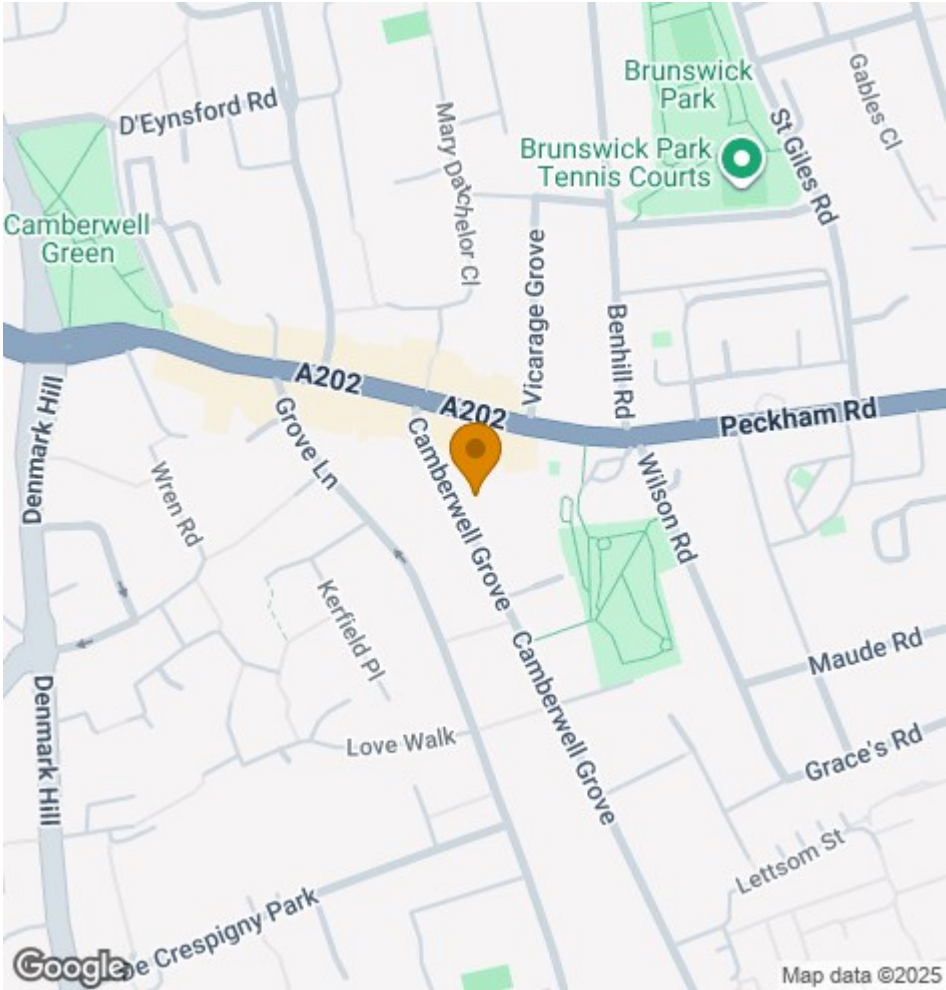 Brunswick
Park
Gables Cl
D'Eynsford Rd
Mary Datchelor Cl
St Giles Rd
Brunswick Park
Tennis Courts
Camberwell
Green
Vicarage Grove
Benhill Rd
A202
A202
Peckham Rd
Denmark Hill
Grove Ln
Camberwell Grove
Wren Rd
Wilson Rd
Kerfield Pl
Camberwell Grove
Maude Rd
Denmark Hill
Love Walk
Grace's Rd
Lettsom St
De Crespigny Park
Google
Map data ©2025